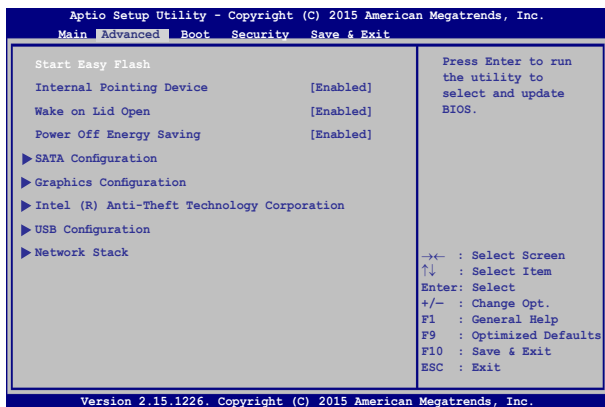 Aptio Setup Utility - Copyright (C) 2015 American Megatrends, Inc.
Main Advanced Boot Security Save & Exit
Start Easy Flash
Internal Pointing Device [Enabled]
Wake on Lid Open [Enabled]
Power Off Energy Saving [Enabled]
SATA Configuration
Graphics Configuration
Intel (R) Anti-Theft Technology Corporation
USB Configuration
Network Stack
Press Enter to run
the utility to
select and update
BIOS.
→← : Select Screen
↑↓ : Select Item
Enter: Select
+/— : Change Opt.
F1 : General Help
F9 : Optimized Defaults
F10 : Save & Exit
ESC : Exit
Version 2.15.1226. Copyright (C) 2015 American Megatrends, Inc.